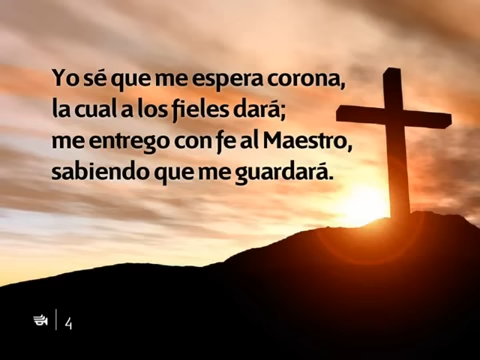 Yo sé que me espera corona,
la cual a los fieles dará;
me entrego con fe al Maestro,
sabiendo que me guardará.
4